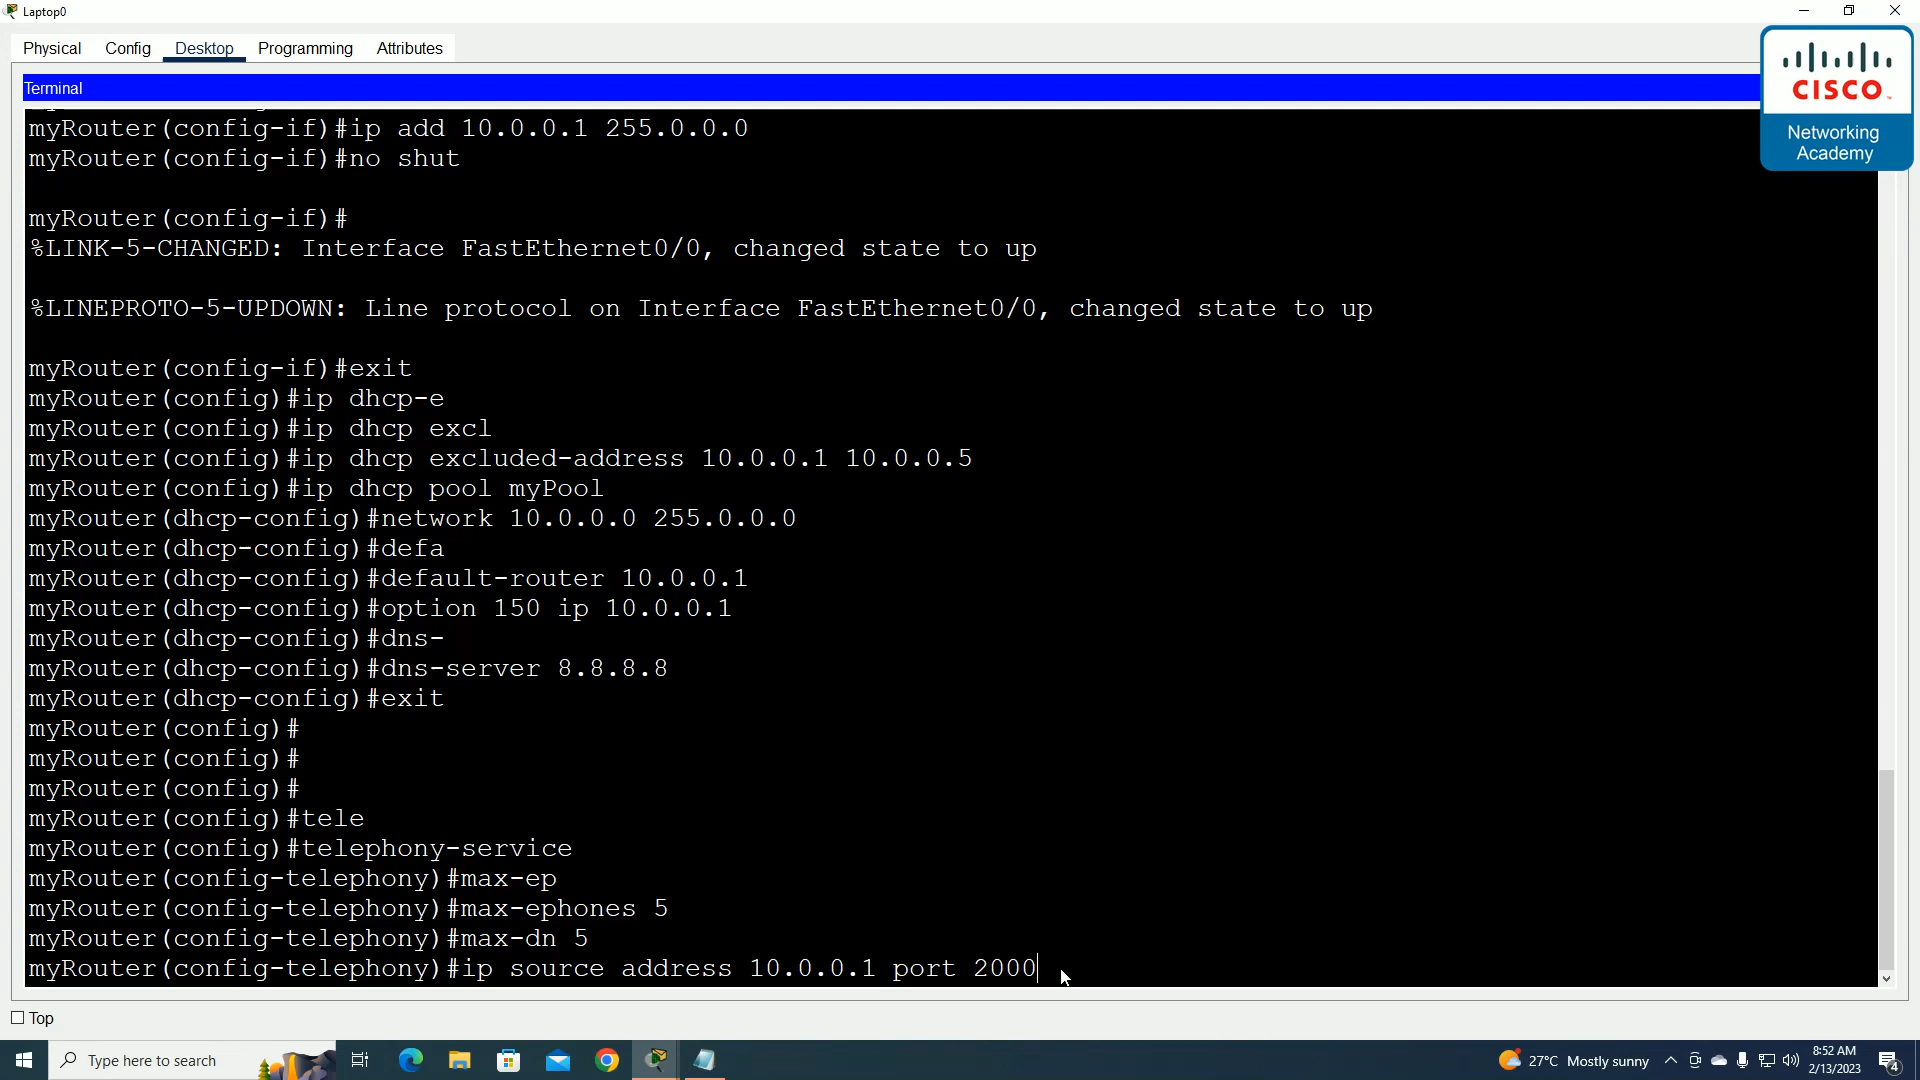 Laptop0
Physical Config Desktop Programming Attributes
CISCO
Networking
Academy
Terminal
myRouter(config-if)#ip add 10.0.0.1 255.0.0.0
myRouter(config-if)#no shut
myRouter(config-if)#
%LINK-5-CHANGED: Interface FastEthernet0/0, changed state to up
%LINEPROTO-5-UPDOWN: Line protocol on Interface FastEthernet0/0, changed state to up
myRouter(config-if)#exit
myRouter(config)#ip dhcp-e
myRouter(config)#ip dhcp excl
myRouter(config)#ip dhcp excluded-address 10.0.0.1 10.0.0.5
myRouter(config)#ip dhcp pool myPool
myRouter(dhcp-config)#network 10.0.0.0 255.0.0.0
myRouter(dhcp-config)#defa
myRouter(dhcp-config)#default-router 10.0.0.1
myRouter(dhcp-config)#option 150 ip 10.0.0.1
myRouter(dhcp-config)#dns-
myRouter(dhcp-config)#dns-server 8.8.8.8
myRouter(dhcp-config)#exit
myRouter(config)#
myRouter(config)#
myRouter(config)#
myRouter(config)#tele
myRouter(config)#telephony-service
myRouter(config-telephony)#max-ep
myRouter(config-telephony)#max-ephones 5
myRouter(config-telephony)#max-dn 5
myRouter(config-telephony)#ip source address 10.0.0.1 port 2000
Top
Type here to search
27°C Mostly sunny
8:52 AM
2/13/2023
4